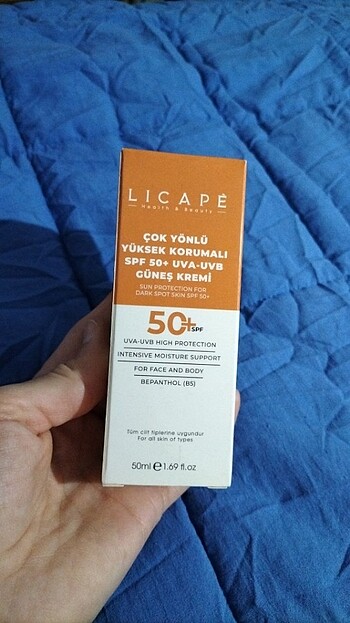 LICAPÈ
Health & Beauty
ÇOK YÖNLÜ
YÜKSEK KORUMALI
SPF 50+ UVA-UVB
GÜNEŞ KREMİ
SUN PROTECTION FOR
DARK SPOT SKIN SPF 50+
50+SPF
UVA-UVB HIGH PROTECTION
INTENSIVE MOISTURE SUPPORT
FOR FACE AND BODY
BEPANTHOL (B5)
Tüm cilt tiplerine uygundur
For all skin of types
50ml e 1.69 fl.oz